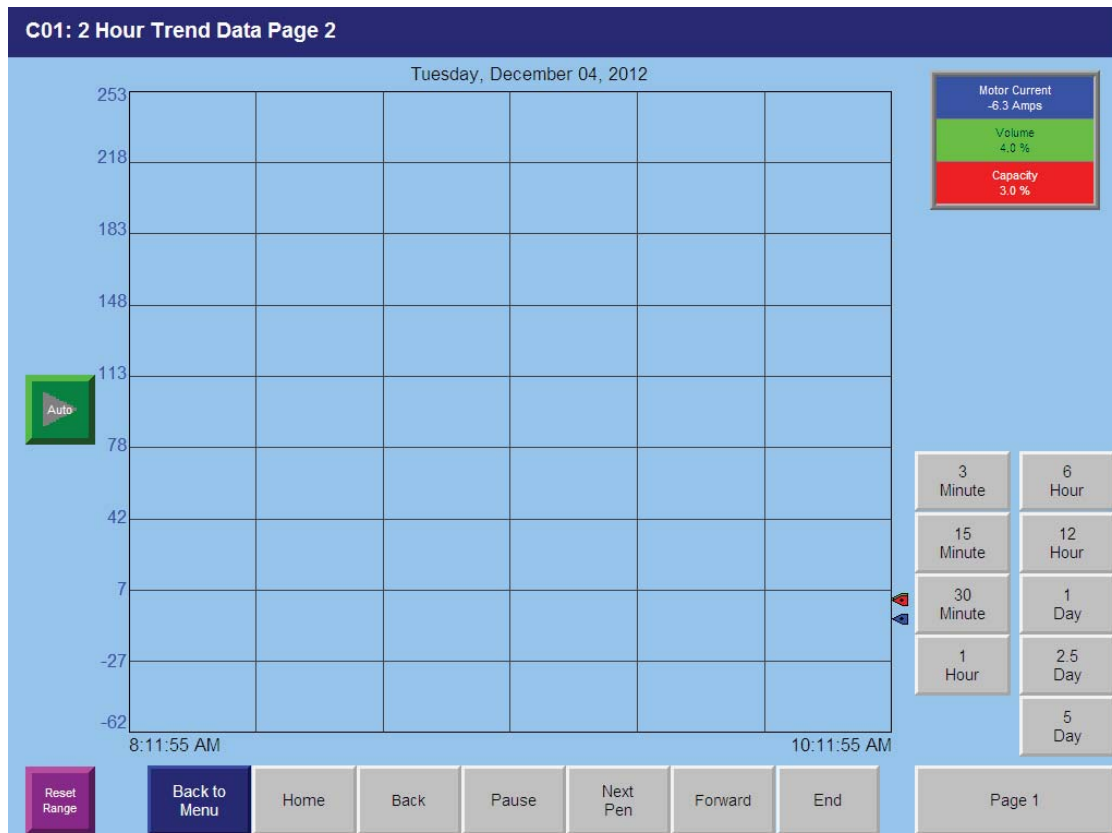 C01: 2 Hour Trend Data Page 2
Tuesday, December 04, 2012
253
218
183
148
113
78
42
7
-27
-62
8:11:55 AM
10:11:55 AM
Motor Current
-6.3 Amps
Volume
4.0 %
Capacity
3.0 %
Auto
3
Minute
6
Hour
15
Minute
12
Hour
30
Minute
1
Day
1
Hour
2.5
Day
5
Day
Reset
Range
Back to
Menu
Home
Back
Pause
Next
Pen
Forward
End
Page 1